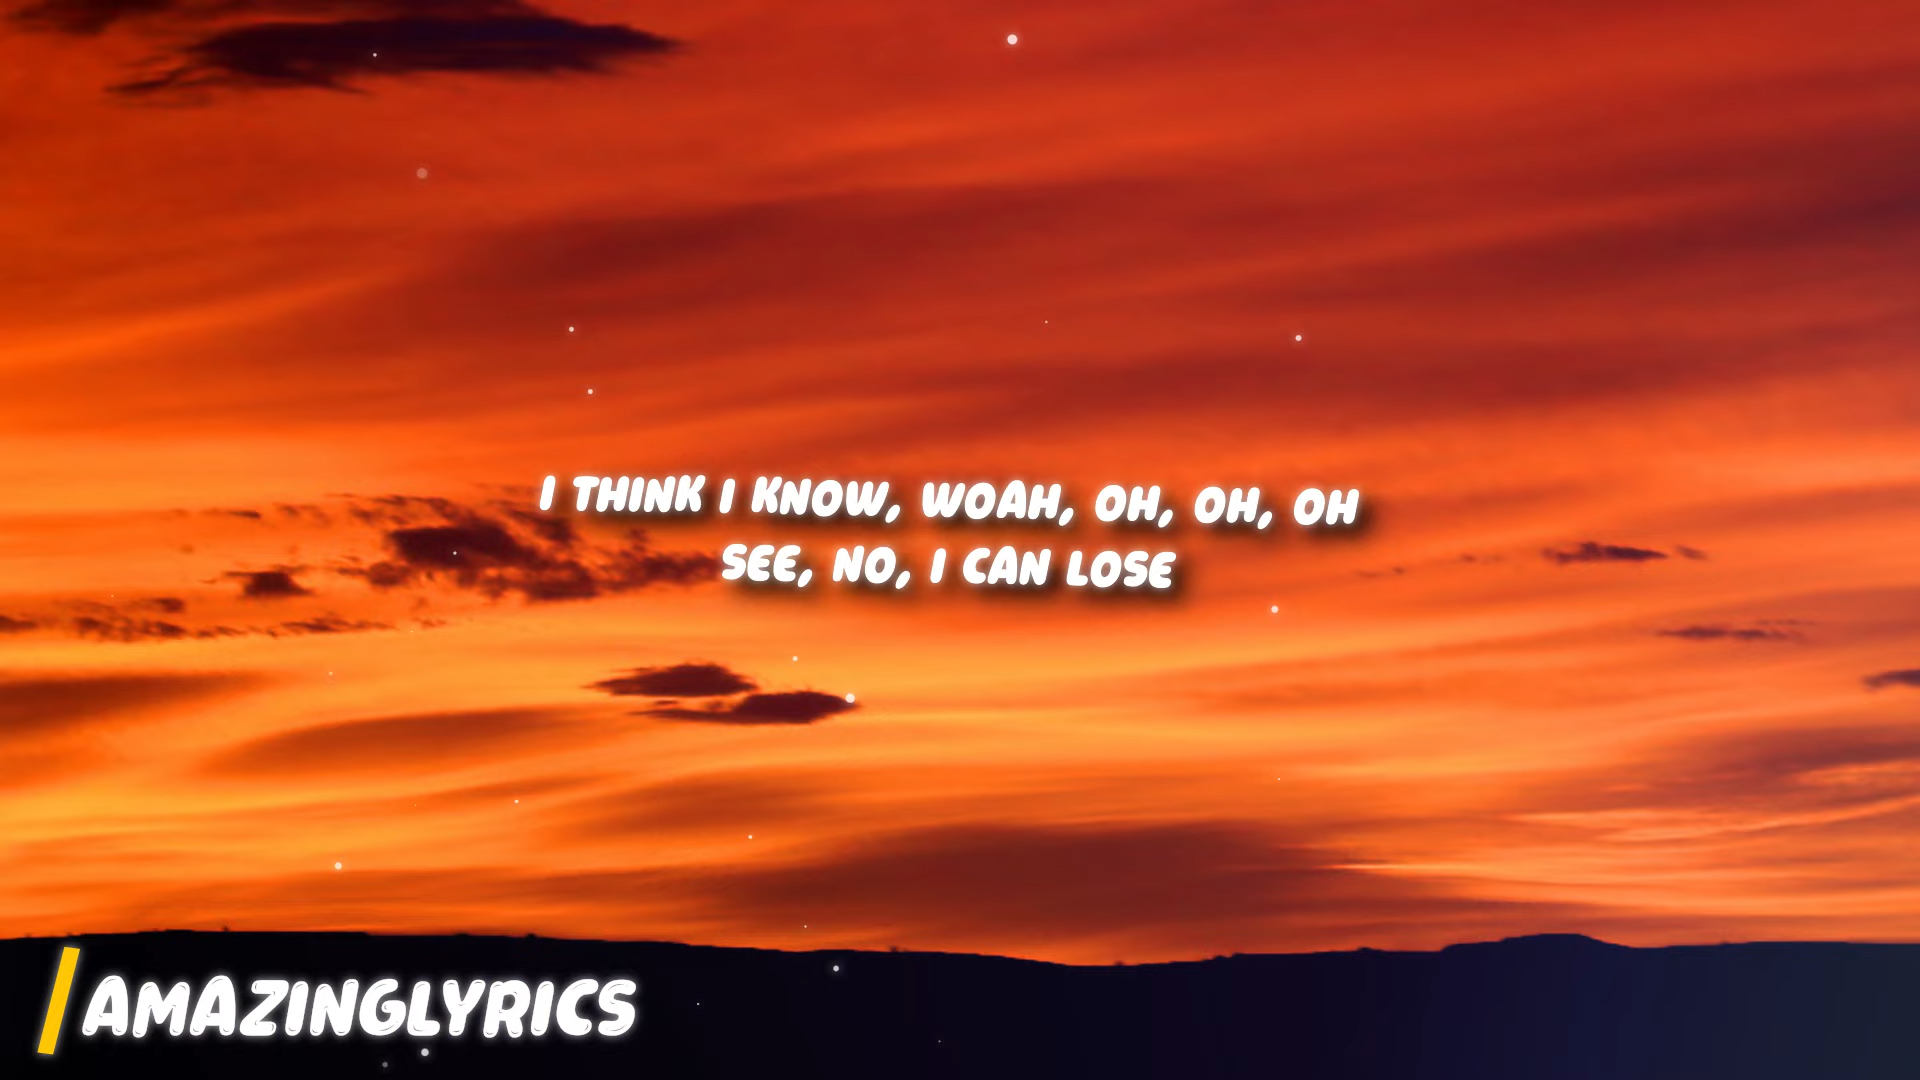 I THINK I KNOW, WOAH, OH, OH, OH
SEE, NO, I CAN LOSE
AMAZINGLYRICS